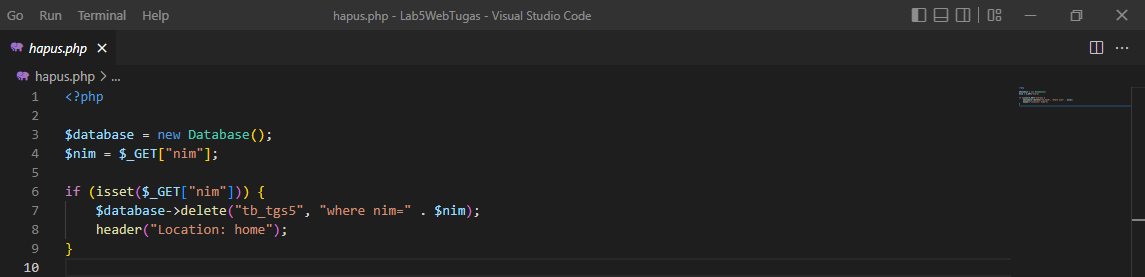 Go Run Terminal Help hapus.php - Lab5WebTugas - Visual Studio Code
hapus.php
hapus.php > ...
1 <?php
2
3 $database = new Database();
4 $nim = $_GET["nim"];
5
6 if (isset($_GET["nim"])) {
7 $database->delete("tb_tgs5", "where nim=" . $nim);
8 header("Location: home");
9 }
10